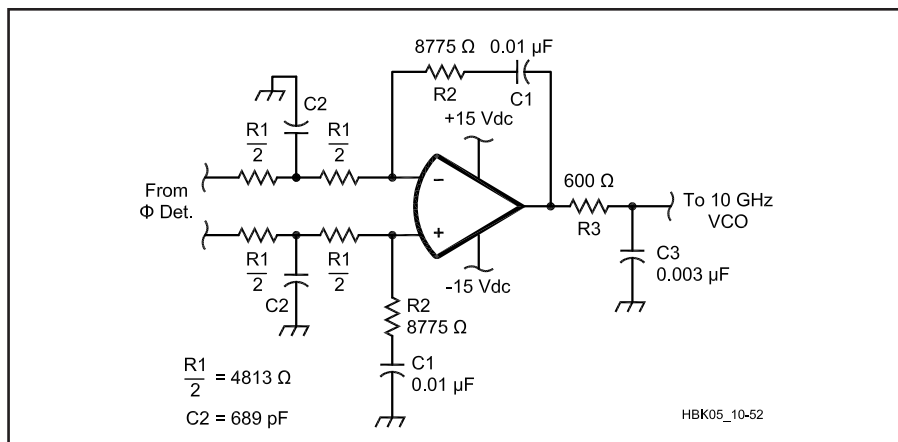 8775 Ω
0.01 µF
R2
C1
C2
+15 Vdc
R1
2
R1
2
From
Φ Det.
−
+
600 Ω
R3
To 10 GHz
VCO
R1
2
C2
R1
2
-15 Vdc
C3
0.003 µF
R2
8775 Ω
C1
0.01 µF
R1
2
= 4813 Ω
C2 = 689 pF
HBK05_10-52